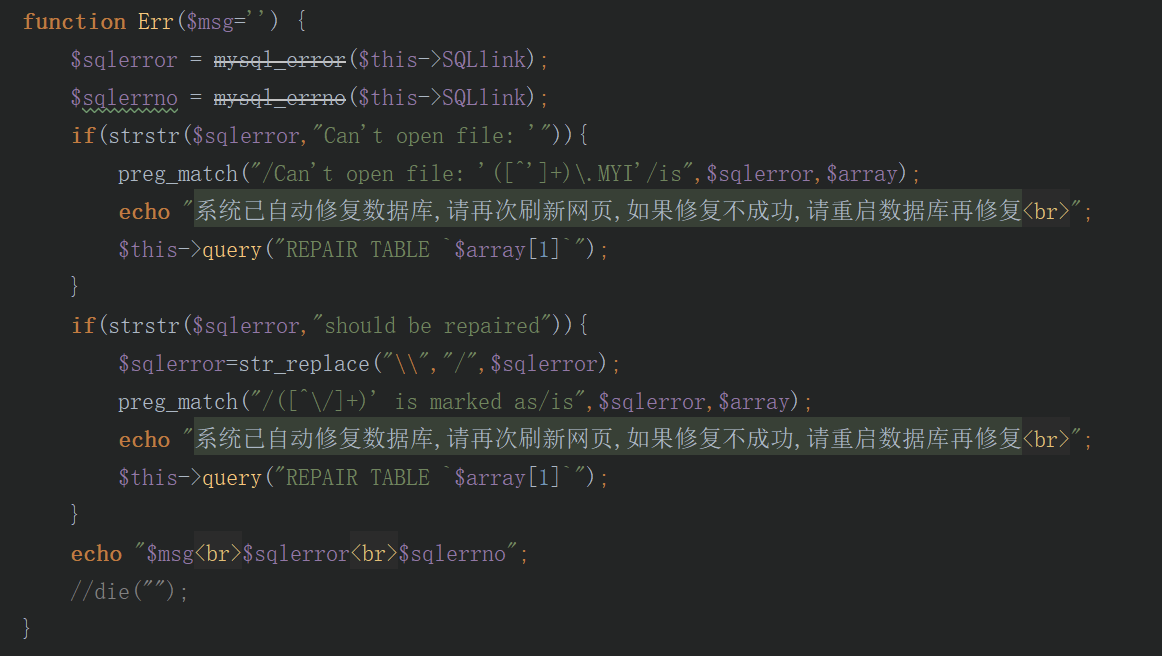 function Err($msg='') {
    $sqlerror = mysql_error($this->SQLlink);
    $sqlerrno = mysql_errno($this->SQLlink);
    if(strstr($sqlerror,"Can't open file: '")){
        preg_match("/Can't open file: '([^']+)\.MYI'/is",$sqlerror,$array);
        echo "系统已自动修复数据库,请再次刷新网页,如果修复不成功,请重启数据库再修复<br>";
        $this->query("REPAIR TABLE `$array[1]`");
    }
    if(strstr($sqlerror,"should be repaired")){
        $sqlerror=str_replace("\\","/",$sqlerror);
        preg_match("/([^\/]+)' is marked as/is",$sqlerror,$array);
        echo "系统已自动修复数据库,请再次刷新网页,如果修复不成功,请重启数据库再修复<br>";
        $this->query("REPAIR TABLE `$array[1]`");
    }
    echo "$msg<br>$sqlerror<br>$sqlerrno";
    //die("");
}